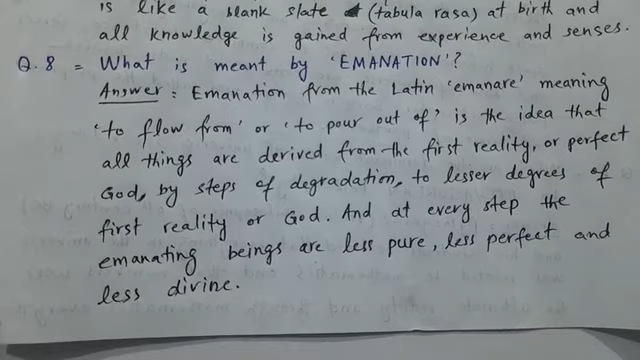 is like a blank slate (tabula rasa) at birth and
all knowledge is gained from experience and senses.
Q.8 = What is meant by 'EMANATION'?
Answer: Emanation from the Latin 'emanare' meaning
'to flow from' or 'to pour out of' is the idea that
all things are derived from the first reality, or perfect
God, by steps of degradation, to lesser degrees of
first reality or God. And at every step the
emanating beings are less pure, less perfect and
less divine.